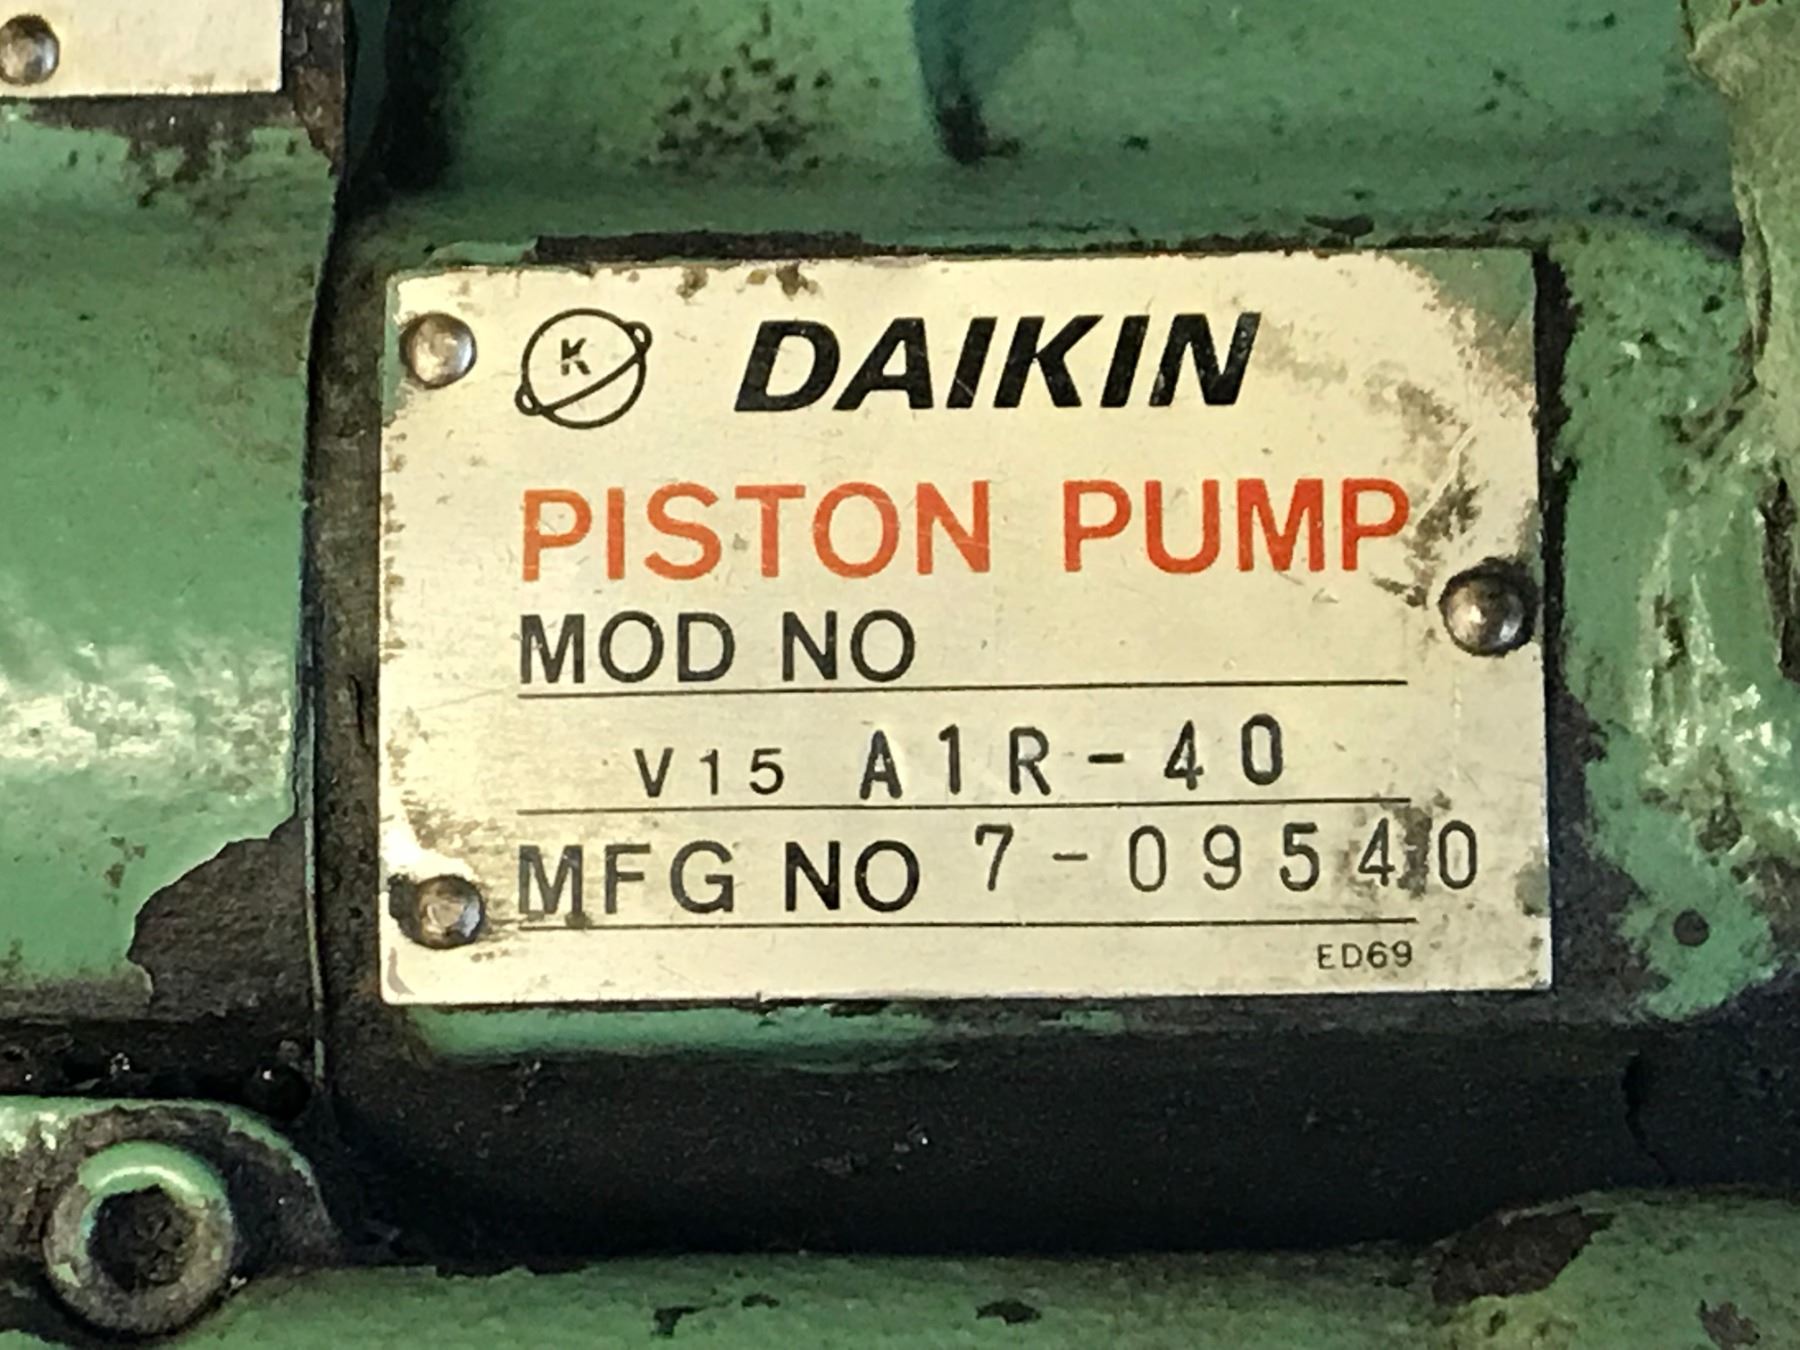 K DAIKIN
PISTON PUMP
MOD NO
V15 A1R-40
MFG NO 7-09540
ED69